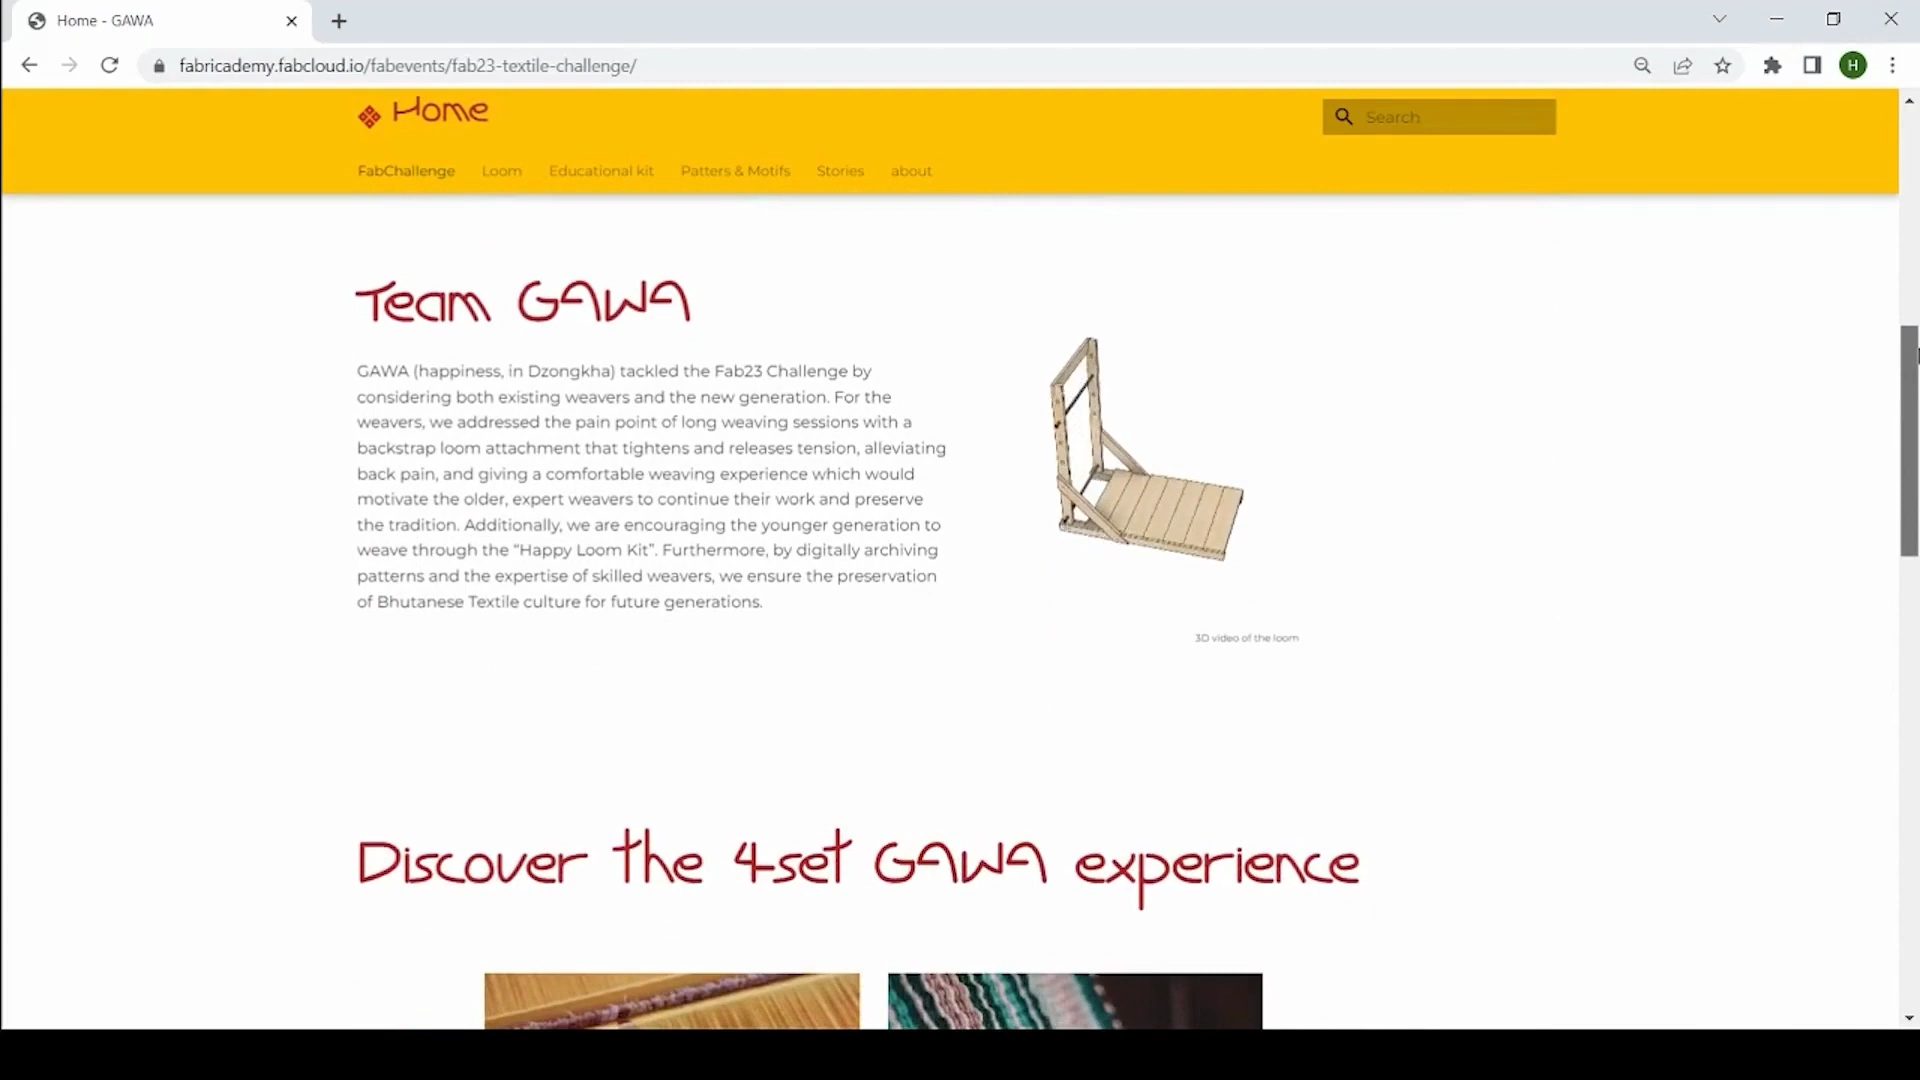 Home - GAWA
fabricademy.fabcloud.io/fabevents/fab23-textile-challenge/
H
Home
Search
FabChallenge Loom Educational kit Patters & Motifs Stories about
Team GAWA
GAWA (happiness, in Dzongkha) tackled the Fab23 Challenge by
considering both existing weavers and the new generation. For the
weavers, we addressed the pain point of long weaving sessions with a
backstrap loom attachment that tightens and releases tension, alleviating
back pain, and giving a comfortable weaving experience which would
motivate the older, expert weavers to continue their work and preserve
the tradition. Additionally, we are encouraging the younger generation to
weave through the “Happy Loom Kit”. Furthermore, by digitally archiving
patterns and the expertise of skilled weavers, we ensure the preservation
of Bhutanese Textile culture for future generations.
3D video of the loom
Discover the 4set GAWA experience